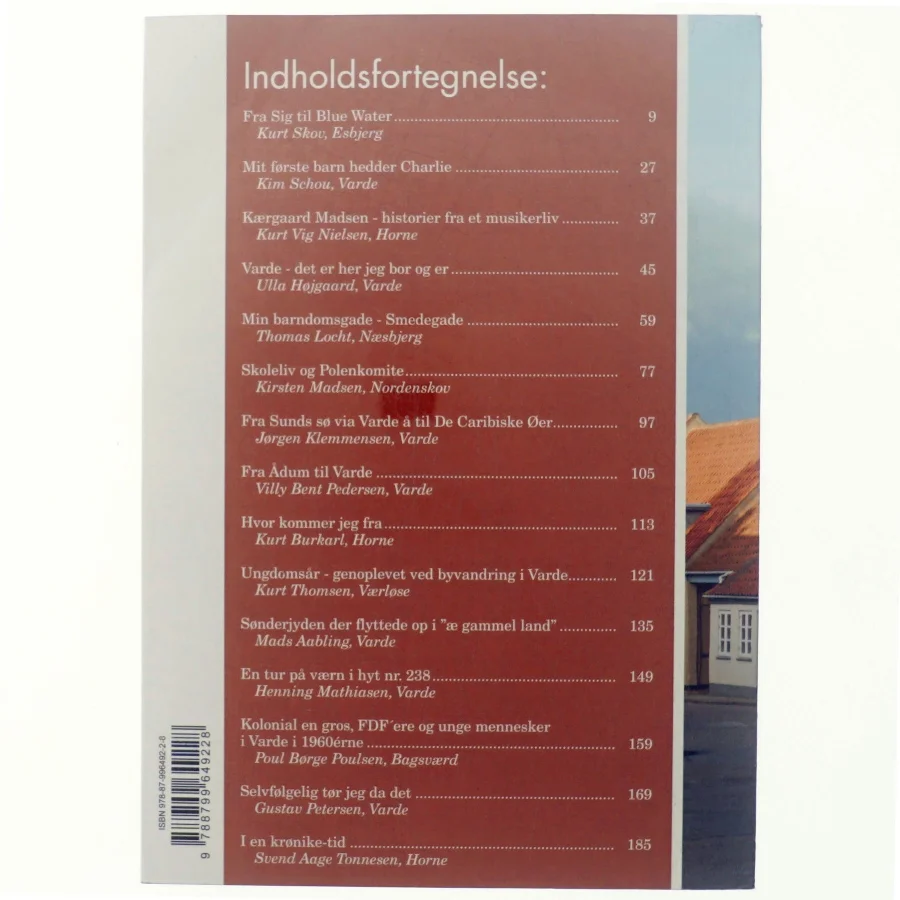 Indholdsfortegnelse:
Fra Sig til Blue Water ........ 9
Kurt Skov, Esbjerg
Mit første barn hedder Charlie ........ 27
Kim Schou, Varde
Kærgaard Madsen - historier fra et musikerliv ........ 37
Kurt Vig Nielsen, Horne
Varde - det er her jeg bor og er ........ 45
Ulla Højgaard, Varde
Min barndomsgade - Smedegade ........ 59
Thomas Locht, Næsbjerg
Skoleliv og Polenkomite ........ 77
Kirsten Madsen, Nordenskov
Fra Sunds sø via Varde å til De Caribiske Øer ........ 97
Jørgen Klemmensen, Varde
Fra Ådum til Varde ........ 105
Villy Bent Pedersen, Varde
Hvor kommer jeg fra ........ 113
Kurt Burkarl, Horne
Ungdomsår - genoplevet ved byvandring i Varde ........ 121
Kurt Thomsen, Værløse
Sønderjyden der flyttede op i ”æ gammel land” ........ 135
Mads Aabling, Varde
En tur på værn i hyt nr. 238 ........ 149
Henning Mathiasen, Varde
Kolonial en gros, FDF´ere og unge mennesker
i Varde i 1960érne ........ 159
Poul Børge Poulsen, Bagsværd
Selvfølgelig tør jeg da det ........ 169
Gustav Petersen, Varde
I en krønike-tid ........ 185
Svend Aage Tonnesen, Horne
ISBN 978-87-996492-2-8
9 788799 649228